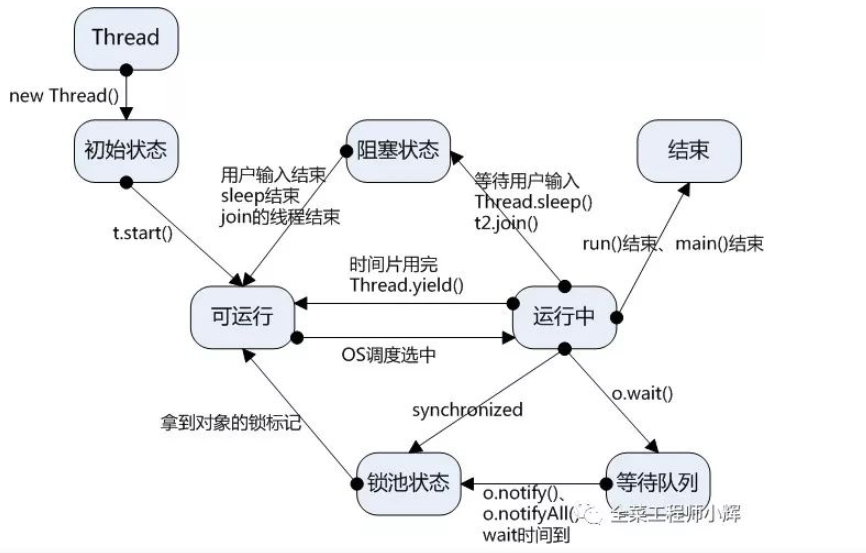 Thread
new Thread()
初始状态
阻塞状态
结束
用户输入结束
sleep结束
join的线程结束
等待用户输入
Thread.sleep()
t2.join()
t.start()
run()结束、main()结束
时间片用完
Thread.yield()
可运行
运行中
OS调度选中
synchronized
o.wait()
拿到对象的锁标记
锁池状态
等待队列
o.notify()、
o.notifyAll()
wait时间到
全菜工程师小辉